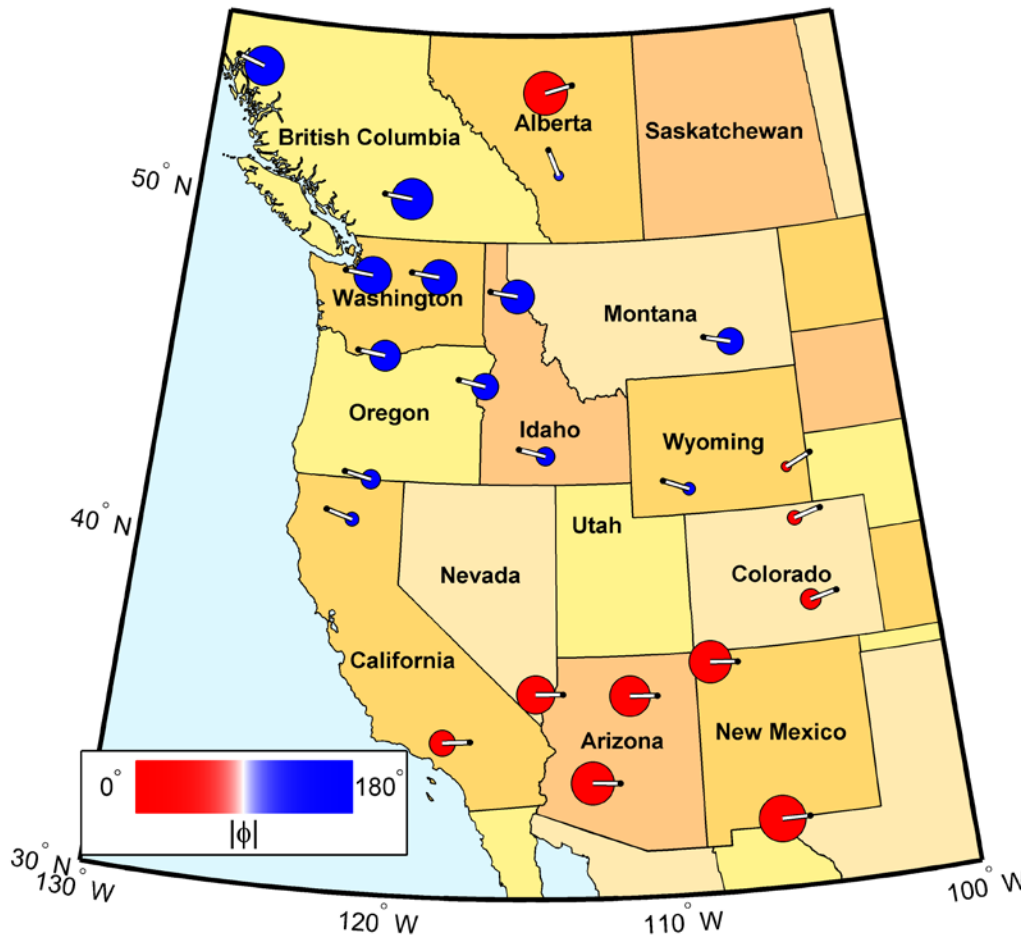 British Columbia
Alberta
Saskatchewan
50° N
Washington
Montana
Oregon
Idaho
Wyoming
40° N
Utah
Nevada
Colorado
California
Arizona
New Mexico
0°
180°
|ϕ|
30° N
130° W
120° W
110° W
100° W